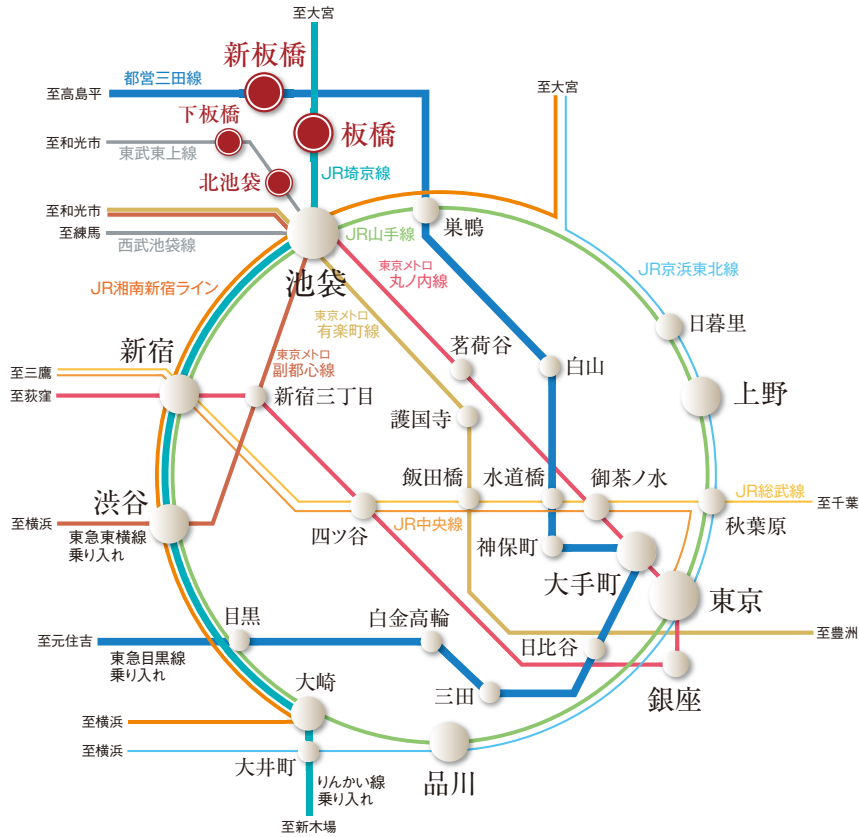 至大宮
新板橋
都営三田線
至高島平
至大宮
下板橋
板橋
至和光市
東武東上線
JR埼京線
北池袋
至和光市
至練馬
西武池袋線
JR山手線
巣鴨
東京メトロ
丸ノ内線
JR京浜東北線
池袋
JR湘南新宿ライン
東京メトロ
有楽町線
日暮里
新宿
東京メトロ
副都心線
茗荷谷
白山
至三鷹
至荻窪
新宿三丁目
上野
護国寺
飯田橋
水道橋
御茶ノ水
JR総武線
至千葉
渋谷
至横浜
東急東横線
乗り入れ
四ツ谷
JR中央線
秋葉原
神保町
大手町
東京
目黒
白金高輪
至元住吉
日比谷
至豊洲
東急目黒線
乗り入れ
大崎
三田
銀座
至横浜
至横浜
大井町
品川
りんかい線
乗り入れ
至新木場